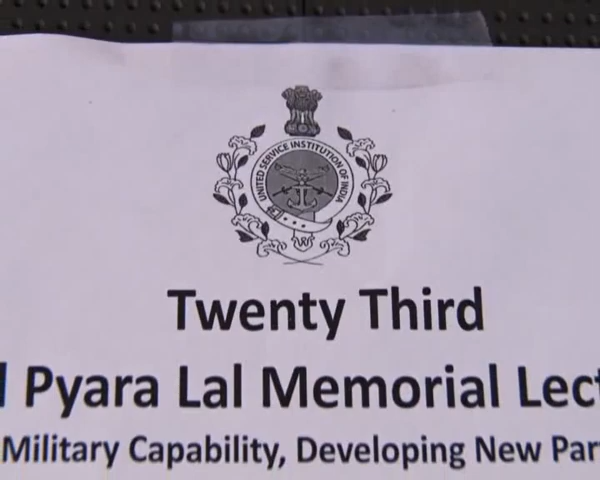 UNITED SERVICE INSTITUTION OF INDIA
Twenty Third
l Pyara Lal Memorial Lect
Military Capability, Developing New Par